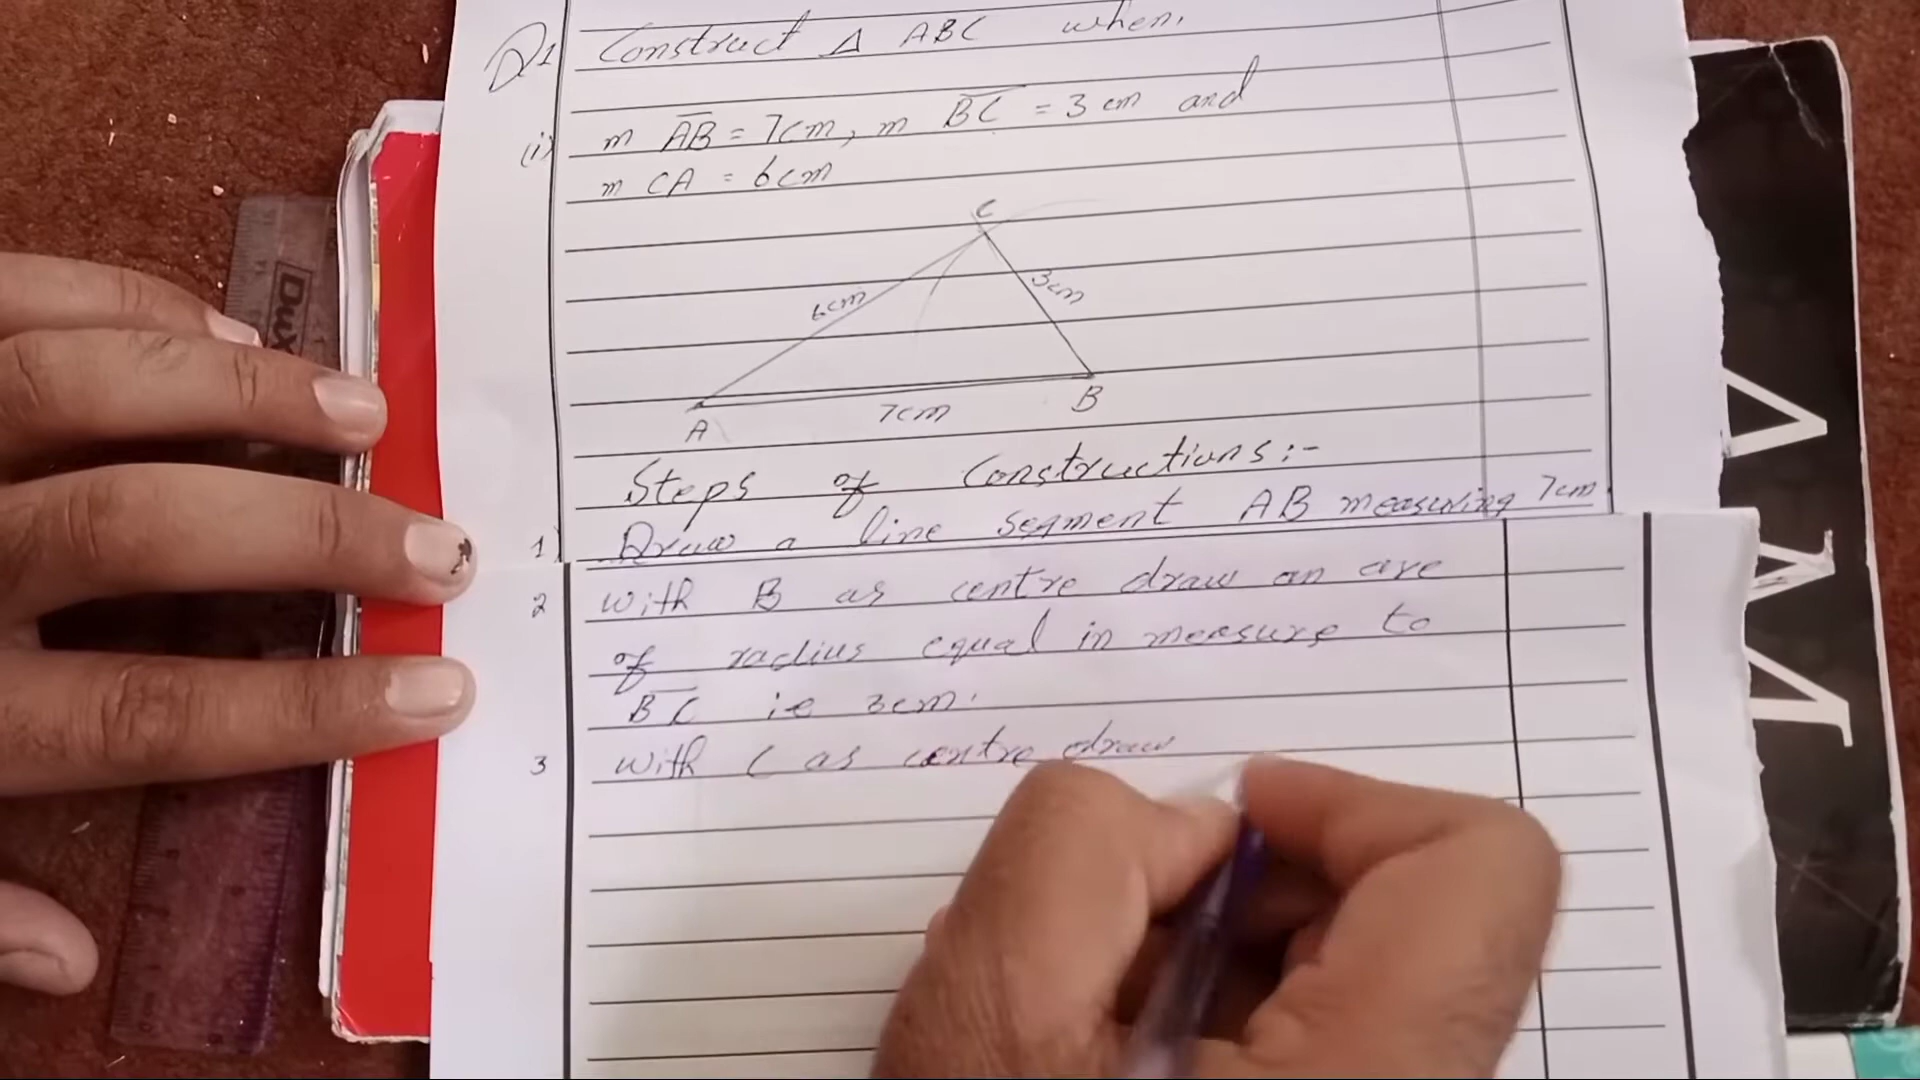 Q1 Construct Δ ABC when,
(i) m AB = 7cm, m BC = 3 cm and
m CA = 6cm
C
6cm
3cm
A
7cm
B
Steps of Constructions:-
1) Draw a line segment AB measuring 7cm.
2 with B as centre draw an arc
of radius equal in measure to
BC ie 3cm.
3 with C as centre draw
Dux